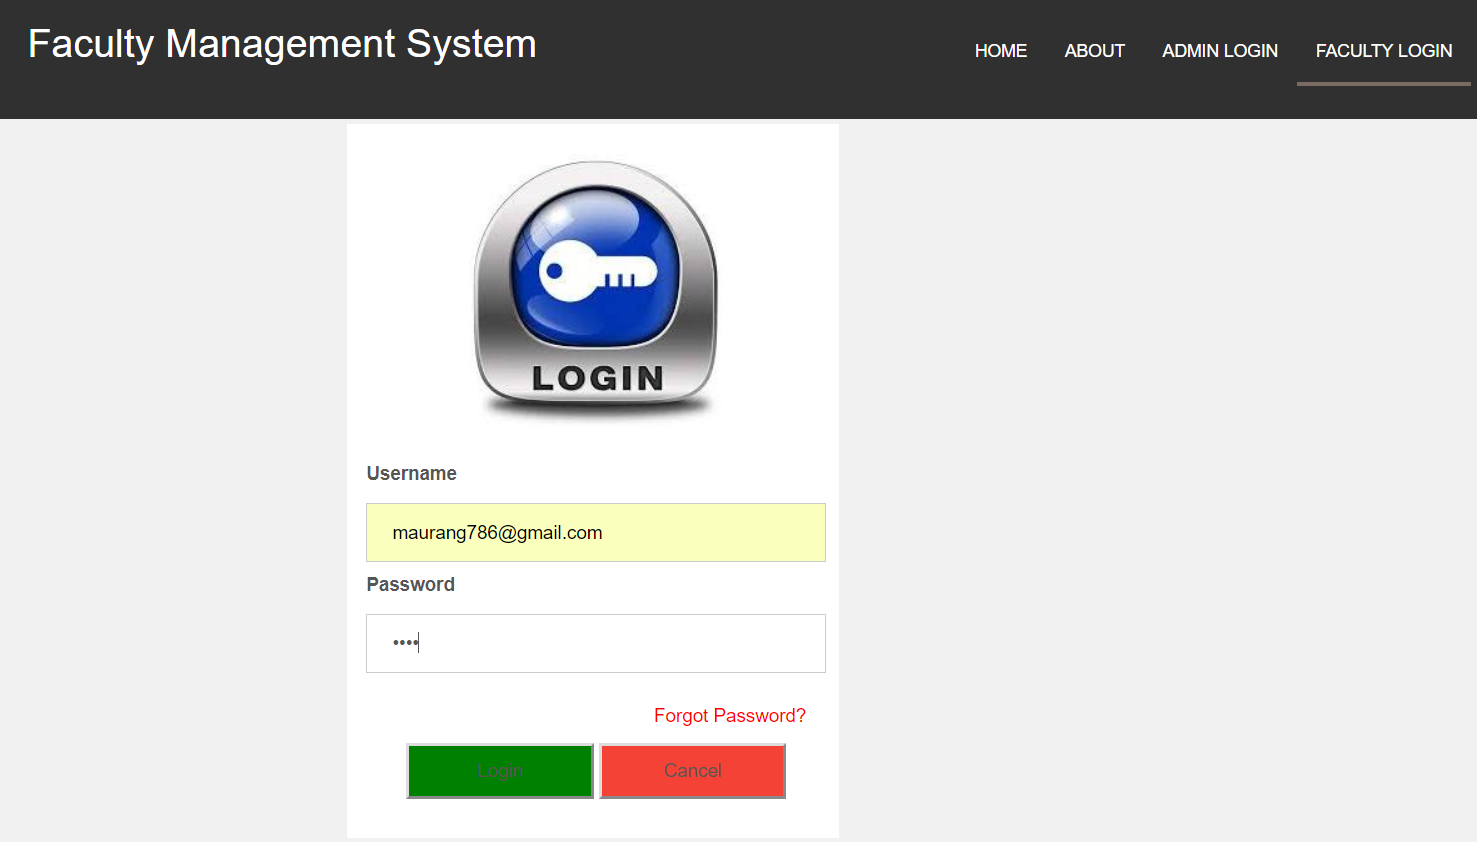 Faculty Management System
HOME ABOUT ADMIN LOGIN FACULTY LOGIN
LOGIN
Username
maurang786@gmail.com
Password
••••
Forgot Password?
Login Cancel